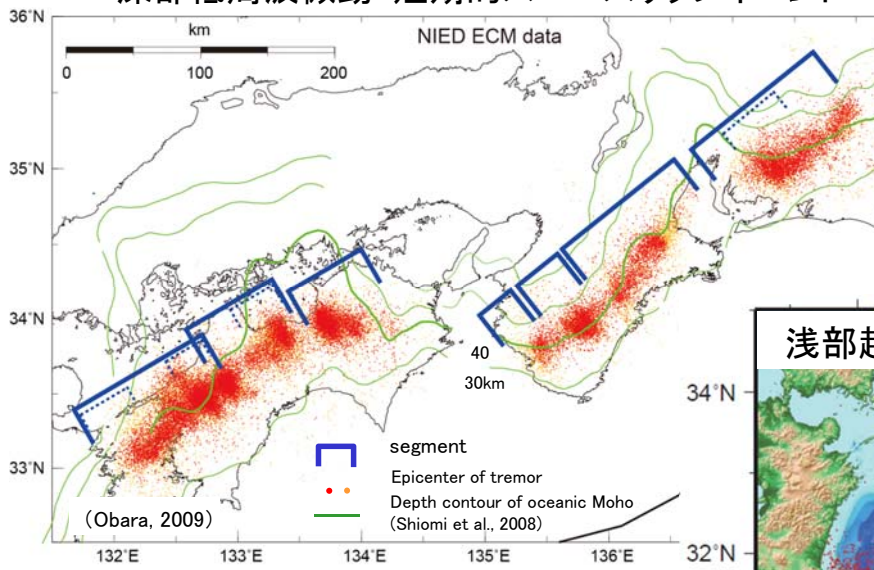 36˚N
km
0 100 200
NIED ECM data
35˚N
34˚N
40
30km
33˚N
segment
Epicenter of tremor
Depth contour of oceanic Moho
(Shiomi et al., 2008)
(Obara, 2009)
132˚E 133˚E 134˚E 135˚E 136˚E
浅部超
34˚N
32˚N